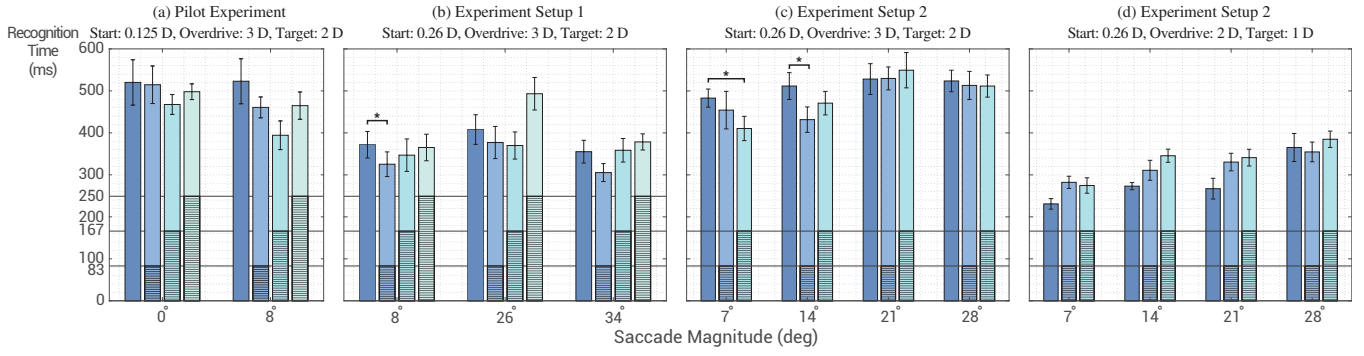 (a) Pilot Experiment
Start: 0.125 D, Overdrive: 3 D, Target: 2 D
(b) Experiment Setup 1
Start: 0.26 D, Overdrive: 3 D, Target: 2 D
(c) Experiment Setup 2
Start: 0.26 D, Overdrive: 3 D, Target: 2 D
(d) Experiment Setup 2
Start: 0.26 D, Overdrive: 2 D, Target: 1 D
Recognition
Time
(ms)
600
500
400
300
250
200
167
100
83
0
*
*
*
0° 8°
8° 26° 34°
7° 14° 21° 28°
7° 14° 21° 28°
Saccade Magnitude (deg)